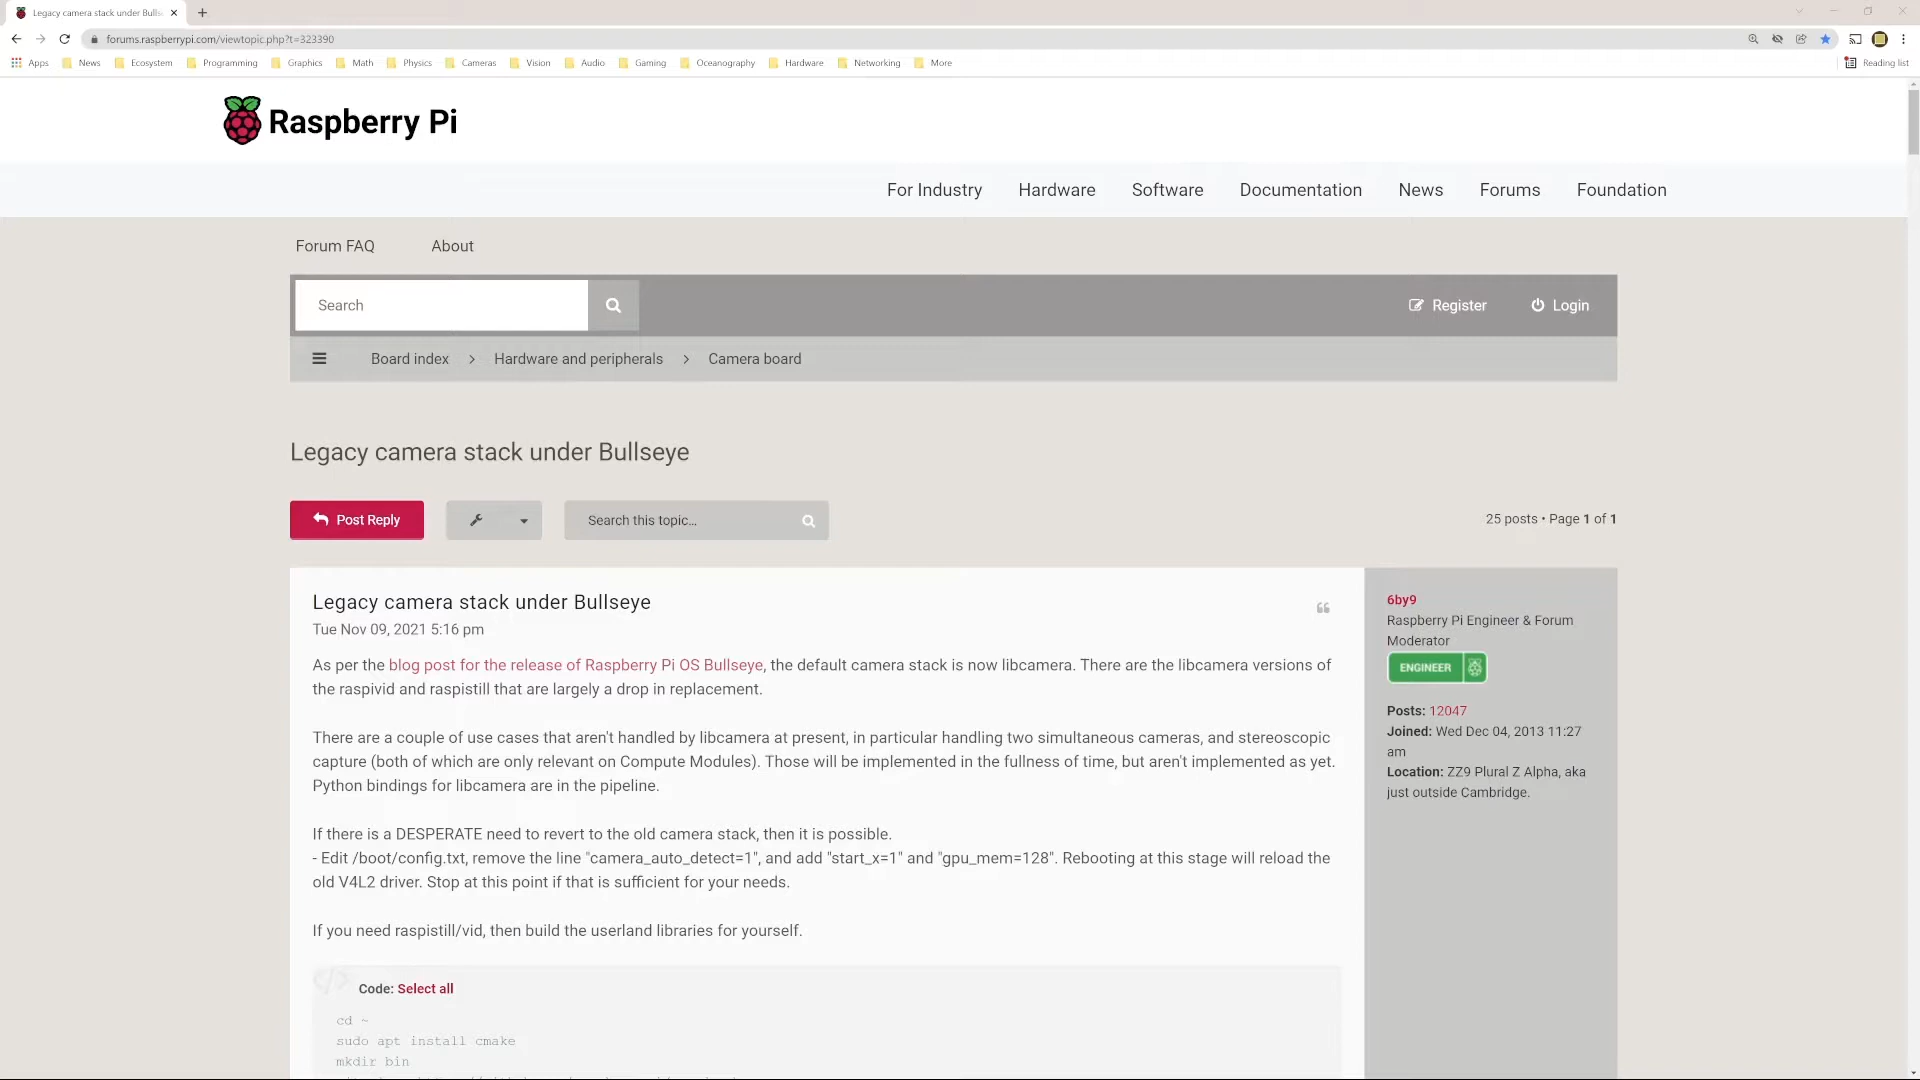 Legacy camera stack under Bulls
forums.raspberrypi.com/viewtopic.php?t=323390
Apps News Ecosystem Programming Graphics Math Physics Cameras Vision Audio Gaming Oceanography Hardware Networking More Reading list
Raspberry Pi
For Industry Hardware Software Documentation News Forums Foundation
Forum FAQ About
Search Register Login
Board index > Hardware and peripherals > Camera board
Legacy camera stack under Bullseye
Post Reply Search this topic… 25 posts • Page 1 of 1
Legacy camera stack under Bullseye
Tue Nov 09, 2021 5:16 pm
As per the blog post for the release of Raspberry Pi OS Bullseye, the default camera stack is now libcamera. There are the libcamera versions of
the raspivid and raspistill that are largely a drop in replacement.
There are a couple of use cases that aren't handled by libcamera at present, in particular handling two simultaneous cameras, and stereoscopic
capture (both of which are only relevant on Compute Modules). Those will be implemented in the fullness of time, but aren't implemented as yet.
Python bindings for libcamera are in the pipeline.
If there is a DESPERATE need to revert to the old camera stack, then it is possible.
- Edit /boot/config.txt, remove the line "camera_auto_detect=1", and add "start_x=1" and "gpu_mem=128". Rebooting at this stage will reload the
old V4L2 driver. Stop at this point if that is sufficient for your needs.
If you need raspistill/vid, then build the userland libraries for yourself.
Code: Select all
cd ~
sudo apt install cmake
mkdir bin
6by9
Raspberry Pi Engineer & Forum
Moderator
ENGINEER
Posts: 12047
Joined: Wed Dec 04, 2013 11:27
am
Location: ZZ9 Plural Z Alpha, aka
just outside Cambridge.